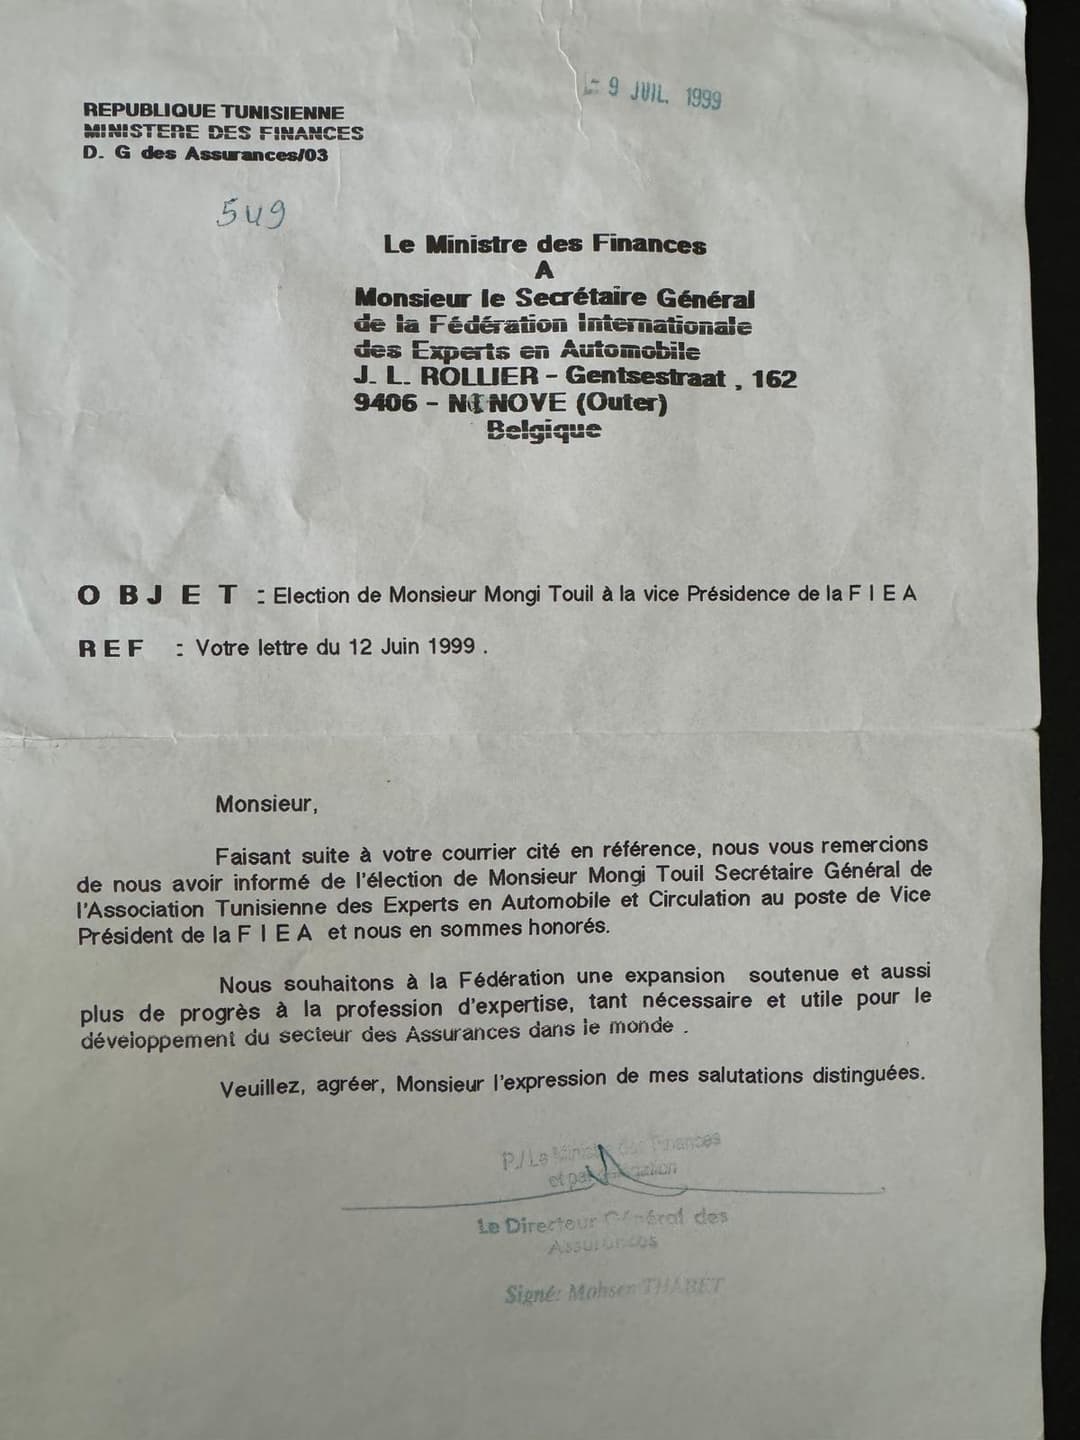 - 9 JUIL. 1999
REPUBLIQUE TUNISIENNE
MINISTERE DES FINANCES
D. G des Assurances/03
549
Le Ministre des Finances
A
Monsieur le Secrétaire Général
de la Fédération Internationale
des Experts en Automobile
J. L. ROLLIER - Gentsestraat , 162
9406 - NINOVE (Outer)
Belgique
O B J E T : Election de Monsieur Mongi Touil à la vice Présidence de la F I E A
REF : Votre lettre du 12 Juin 1999 .
Monsieur,
Faisant suite à votre courrier cité en référence, nous vous remercions
de nous avoir informé de l'élection de Monsieur Mongi Touil Secrétaire Général de
l'Association Tunisienne des Experts en Automobile et Circulation au poste de Vice
Président de la F I E A et nous en sommes honorés.
Nous souhaitons à la Fédération une expansion soutenue et aussi
plus de progrès à la profession d'expertise, tant nécessaire et utile pour le
développement du secteur des Assurances dans le monde .
Veuillez, agréer, Monsieur l'expression de mes salutations distinguées.
P./Le Ministre des Finances
et par délégation
Le Directeur Général des
Assurances
Signé: Mohsen THABET